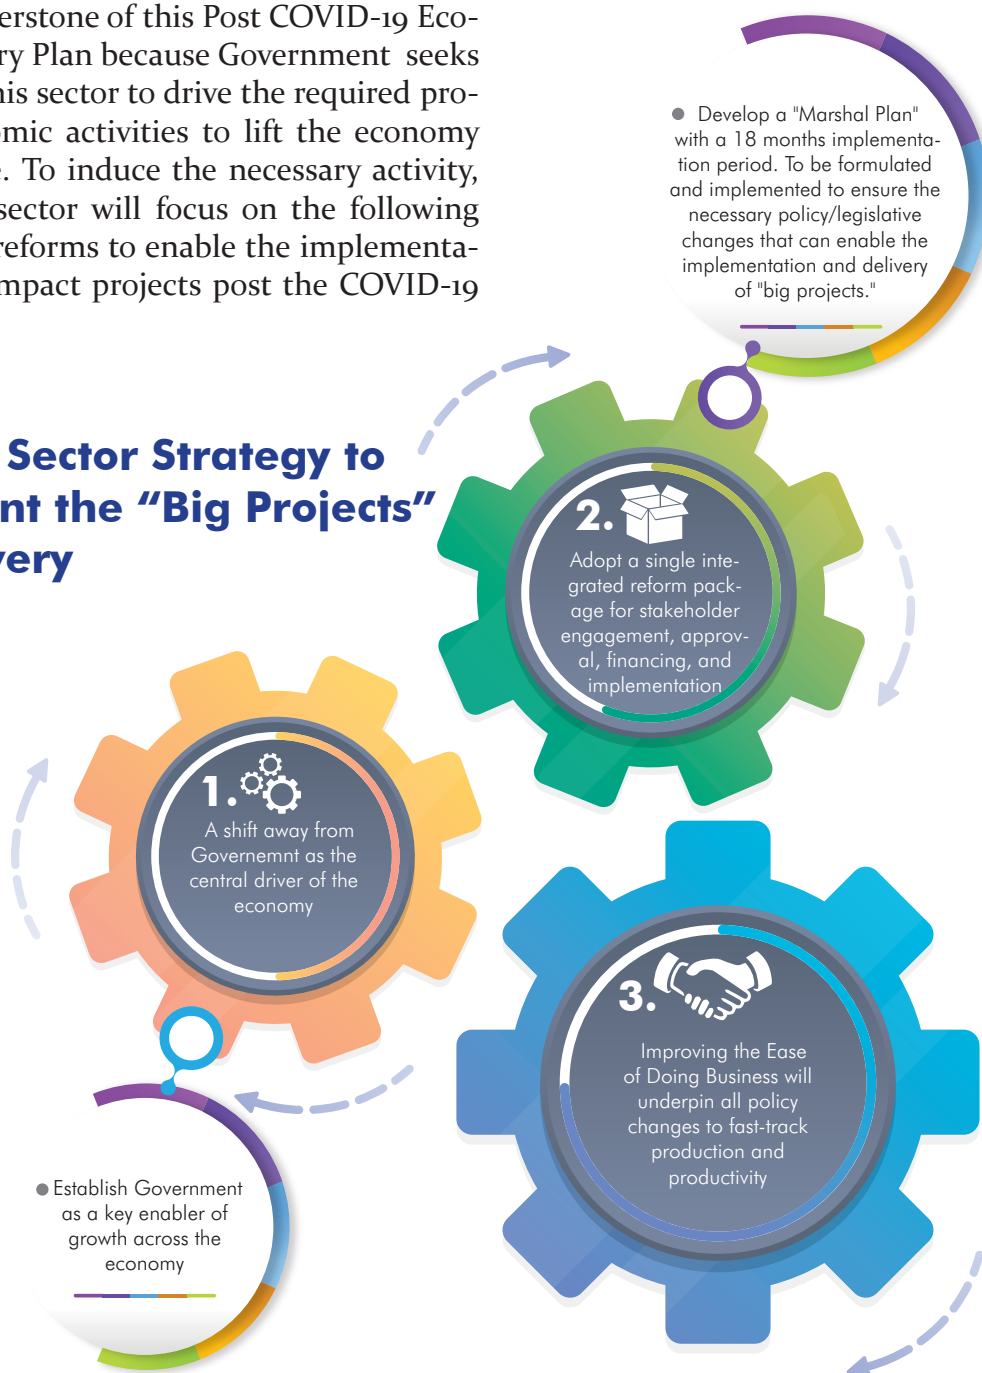 erstone of this Post COVID-19 Eco-
ry Plan because Government seeks
his sector to drive the required pro-
omic activities to lift the economy
e. To induce the necessary activity,
sector will focus on the following
reforms to enable the implementa-
mpact projects post the COVID-19
● Develop a "Marshal Plan"
with a 18 months implementa-
tion period. To be formulated
and implemented to ensure the
necessary policy/legislative
changes that can enable the
implementation and delivery
of "big projects."
Sector Strategy to
nt the “Big Projects”
very
2.
Adopt a single inte-
grated reform pack-
age for stakeholder
engagement, approv-
al, financing, and
implementation
1.
A shift away from
Governemnt as the
central driver of the
economy
3.
Improving the Ease
of Doing Business will
underpin all policy
changes to fast-track
production and
productivity
● Establish Government
as a key enabler of
growth across the
economy